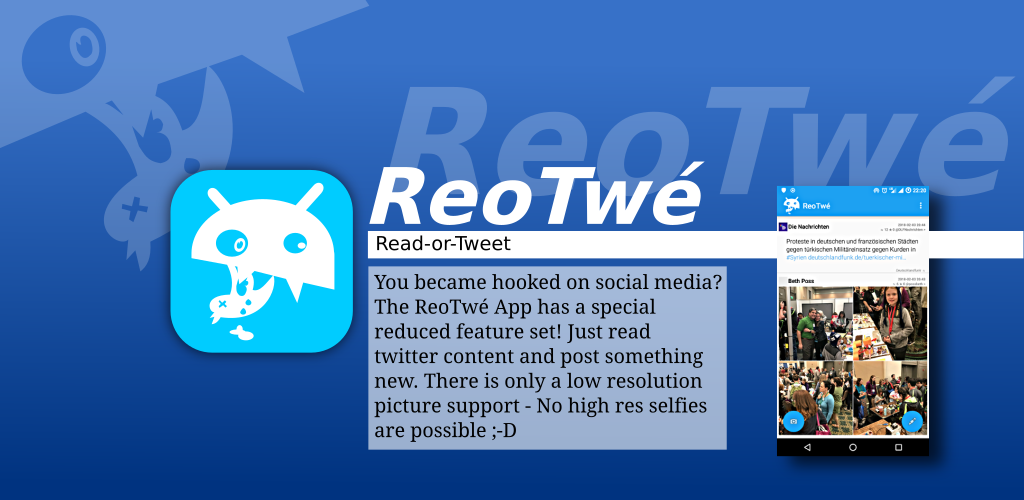 ReoTwé
ReoTwé
Read-or-Tweet
You became hooked on social media?
The ReoTwé App has a special
reduced feature set! Just read
twitter content and post something
new. There is only a low resolution
picture support - No high res selfies
are possible ;-D
22:20
ReoTwé
Die Nachrichten
Proteste in deutschen und französischen Städten
gegen türkischen Militäreinsatz gegen Kurden in
#Syrien deutschlandfunk.de/tuerkischer-mi...
Beth Poss